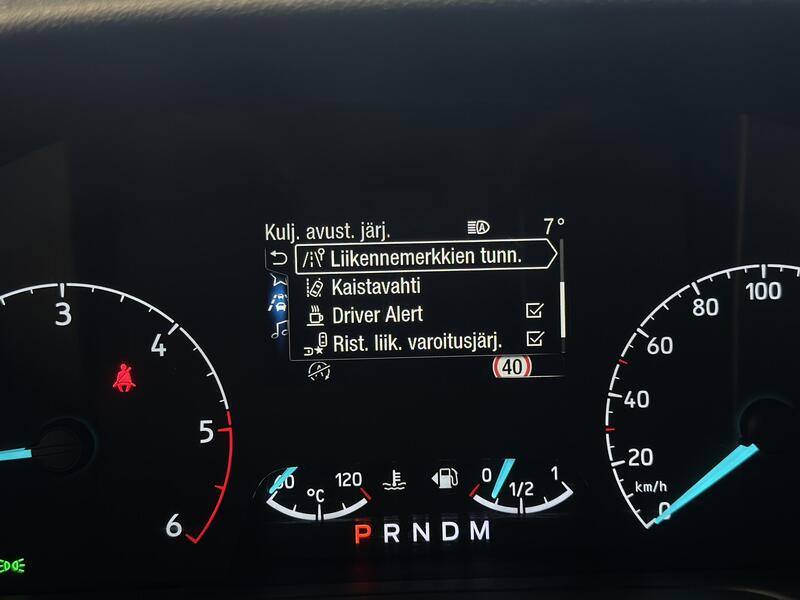 Kulj. avust. järj. 7°
Liikennemerkkien tunn.
Kaistavahti
Driver Alert
Rist. liik. varoitusjärj.
40
3
4
5
6
0
20
40
60
80
100
km/h
60 °C 120
0 1/2 1
P R N D M